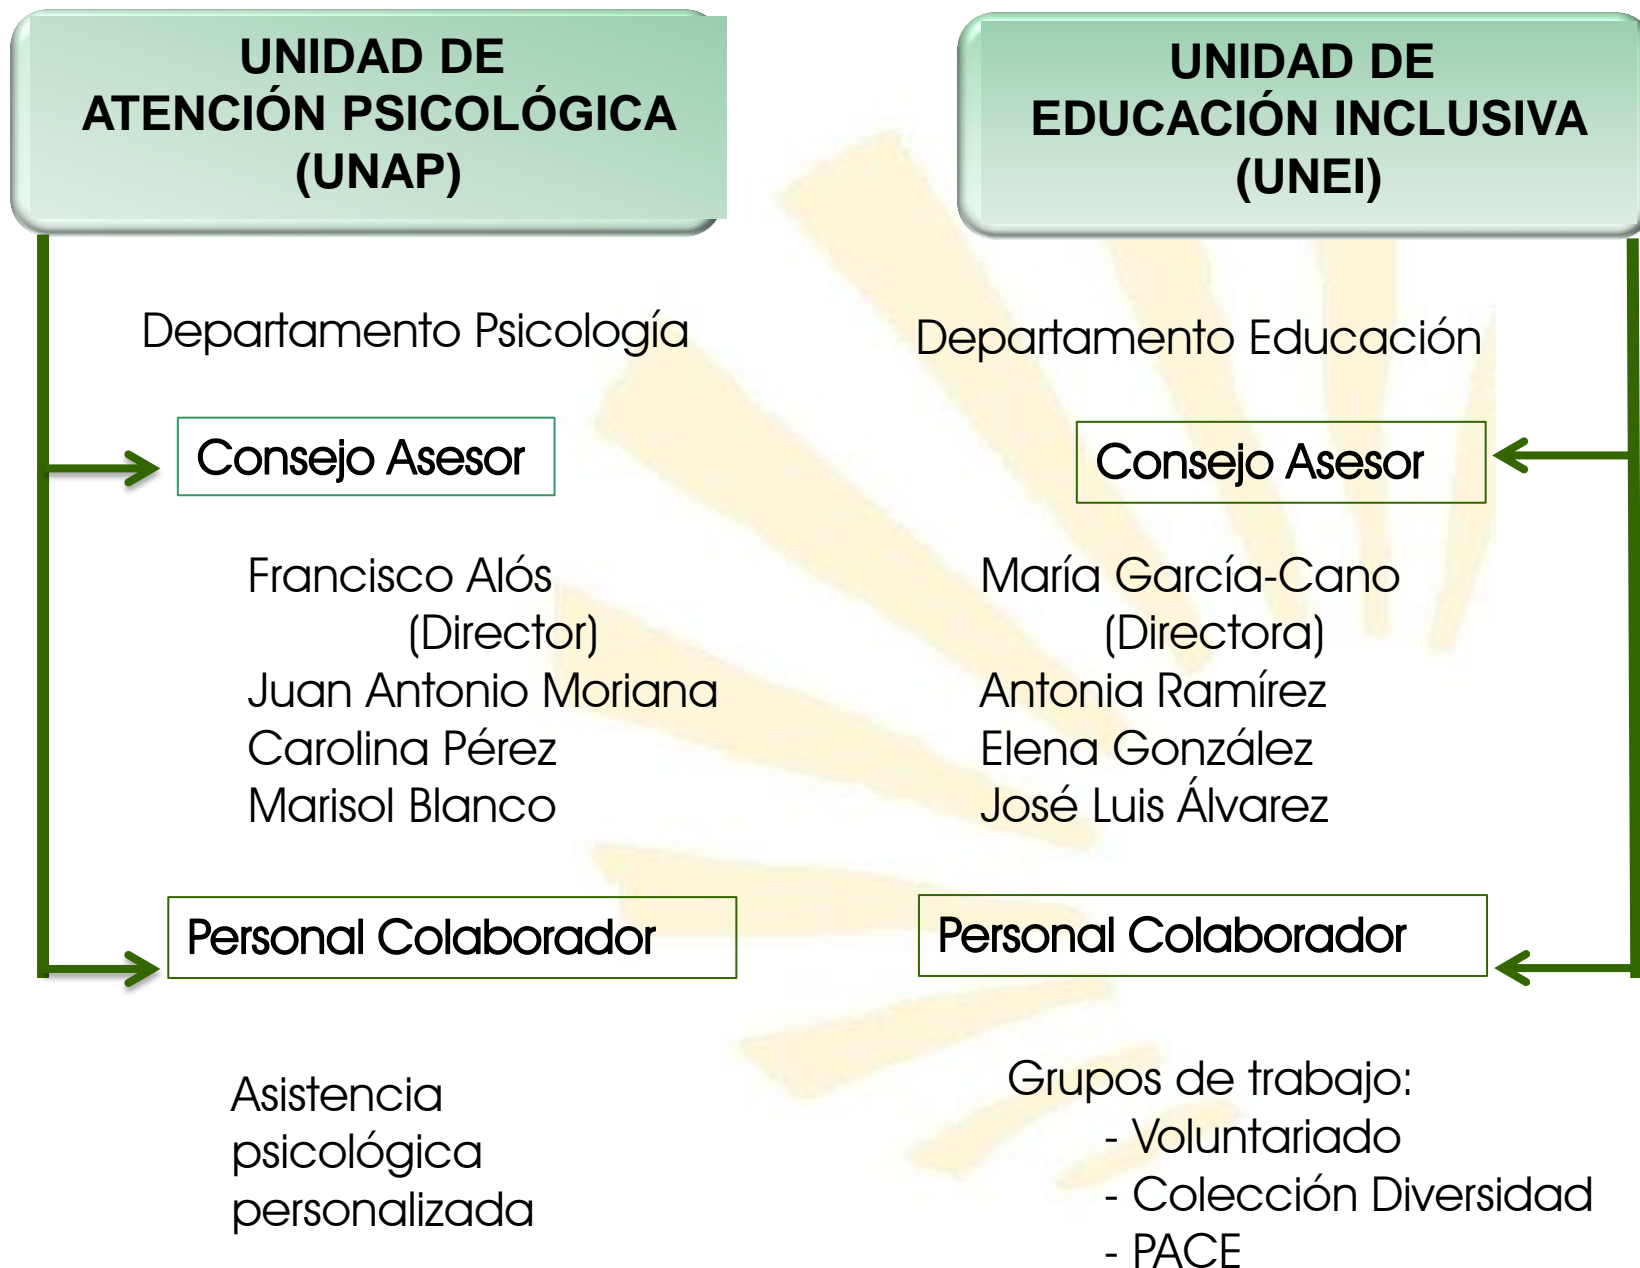 UNIDAD DE
ATENCIÓN PSICOLÓGICA
(UNAP)
Departamento Psicología
Consejo Asesor
Francisco Alós
(Director)
Juan Antonio Moriana
Carolina Pérez
Marisol Blanco
Personal Colaborador
Asistencia
psicológica
personalizada
UNIDAD DE
EDUCACIÓN INCLUSIVA
(UNEI)
Departamento Educación
Consejo Asesor
María García-Cano
(Directora)
Antonia Ramírez
Elena González
José Luis Álvarez
Personal Colaborador
Grupos de trabajo:
- Voluntariado
- Colección Diversidad
- PACE